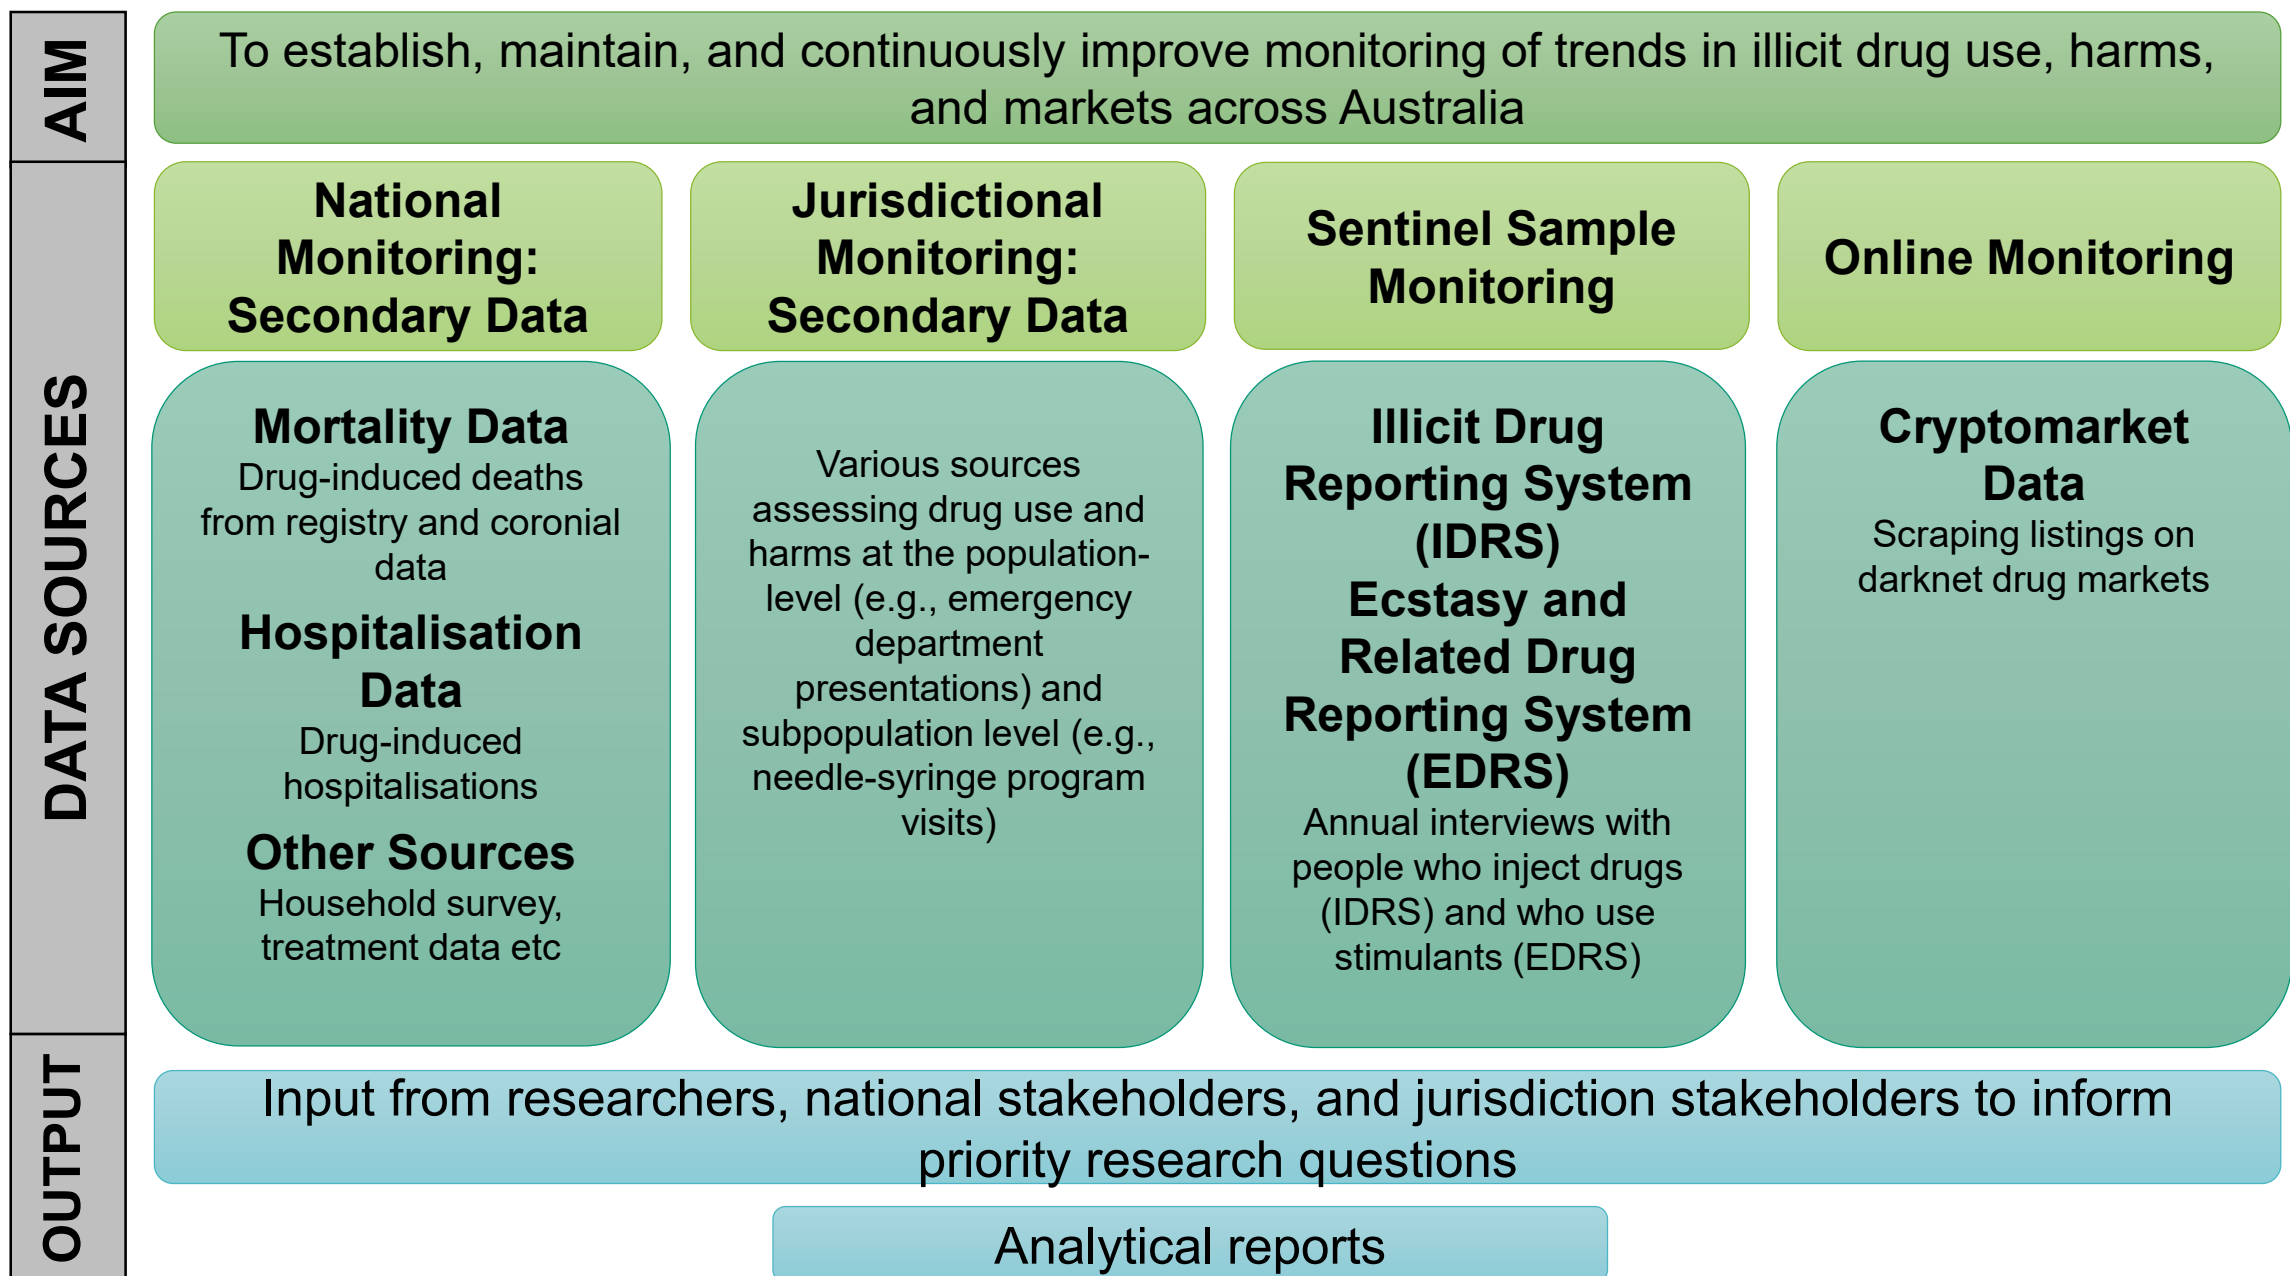 AIM
To establish, maintain, and continuously improve monitoring of trends in illicit drug use, harms,
and markets across Australia
DATA SOURCES
National
Monitoring:
Secondary Data
Mortality Data
Drug-induced deaths
from registry and coronial
data
Hospitalisation
Data
Drug-induced
hospitalisations
Other Sources
Household survey,
treatment data etc
Jurisdictional
Monitoring:
Secondary Data
Various sources
assessing drug use and
harms at the population-
level (e.g., emergency
department
presentations) and
subpopulation level (e.g.,
needle-syringe program
visits)
Sentinel Sample
Monitoring
Illicit Drug
Reporting System
(IDRS)
Ecstasy and
Related Drug
Reporting System
(EDRS)
Annual interviews with
people who inject drugs
(IDRS) and who use
stimulants (EDRS)
Online Monitoring
Cryptomarket
Data
Scraping listings on
darknet drug markets
OUTPUT
Input from researchers, national stakeholders, and jurisdiction stakeholders to inform
priority research questions
Analytical reports